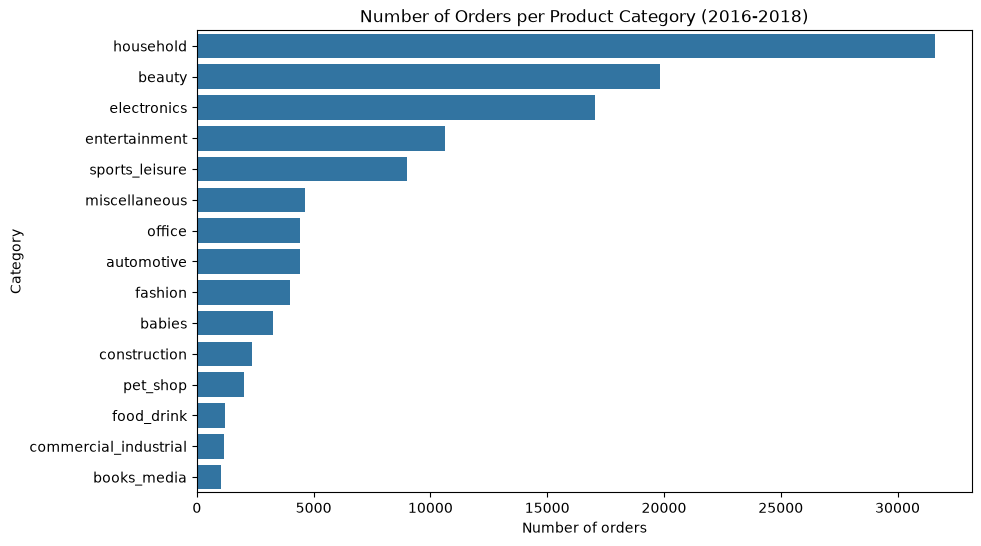 Number of Orders per Product Category (2016-2018)
household
beauty
electronics
entertainment
sports_leisure
miscellaneous
office
automotive
fashion
babies
construction
pet_shop
food_drink
commercial_industrial
books_media
Category
0 5000 10000 15000 20000 25000 30000
Number of orders